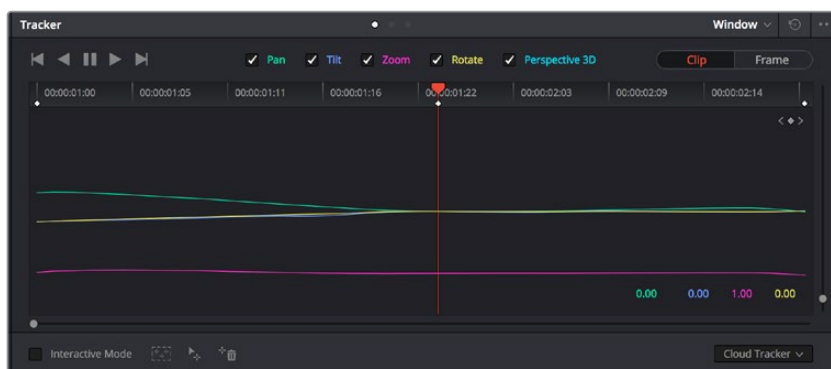 Tracker
Window
Pan Tilt Zoom Rotate Perspective 3D Clip Frame
00:00:01:00 00:00:01:05 00:00:01:11 00:00:01:16 00:00:01:22 00:00:02:03 00:00:02:09 00:00:02:14
0.00 0.00 1.00 0.00
Interactive Mode Cloud Tracker